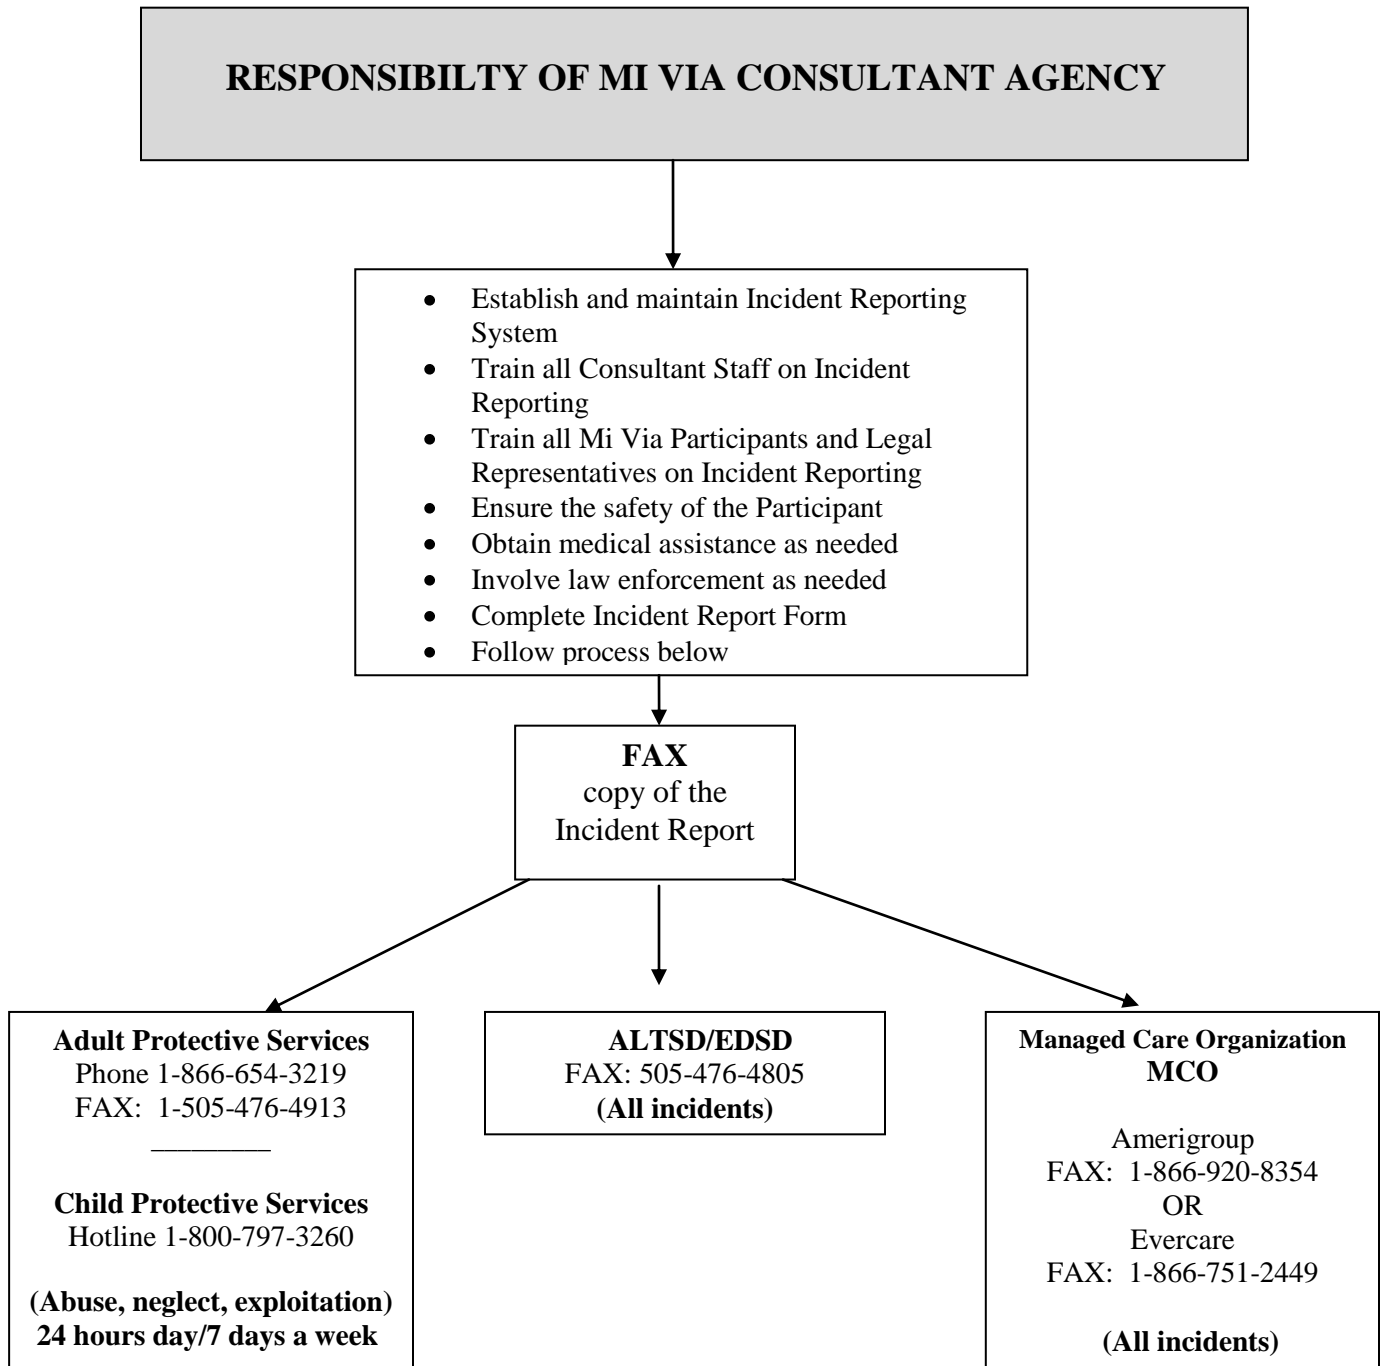 RESPONSIBILTY OF MI VIA CONSULTANT AGENCY
• Establish and maintain Incident Reporting
System
• Train all Consultant Staff on Incident
Reporting
• Train all Mi Via Participants and Legal
Representatives on Incident Reporting
• Ensure the safety of the Participant
• Obtain medical assistance as needed
• Involve law enforcement as needed
• Complete Incident Report Form
• Follow process below
FAX
copy of the
Incident Report
Adult Protective Services
Phone 1-866-654-3219
FAX: 1-505-476-4913
_________
Child Protective Services
Hotline 1-800-797-3260
(Abuse, neglect, exploitation)
24 hours day/7 days a week
ALTSD/EDSD
FAX: 505-476-4805
(All incidents)
Managed Care Organization
MCO
Amerigroup
FAX: 1-866-920-8354
OR
Evercare
FAX: 1-866-751-2449
(All incidents)